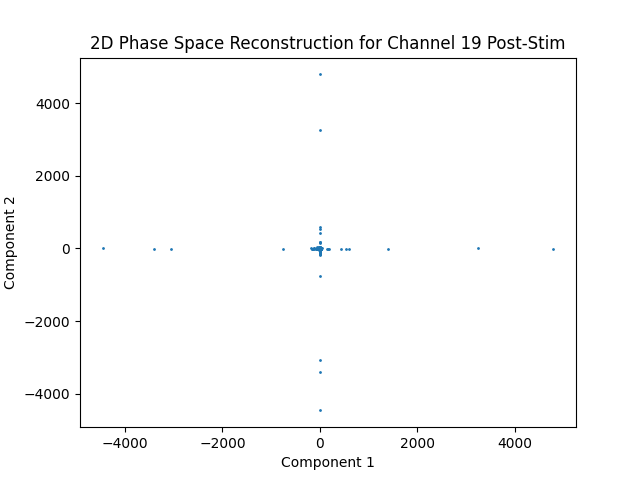 2D Phase Space Reconstruction for Channel 19 Post-Stim
4000
2000
0
−2000
−4000
Component 2
−4000 −2000 0 2000 4000
Component 1